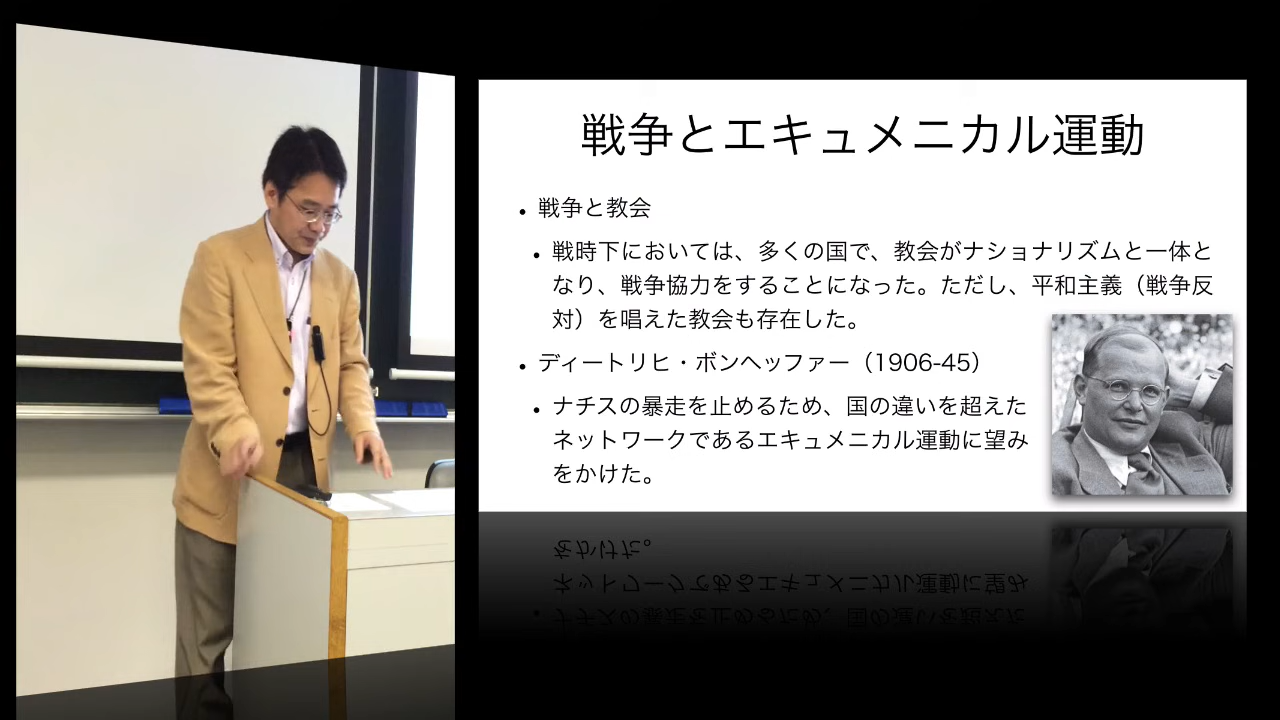 戦争とエキュメニカル運動
• 戦争と教会
• 戦時下においては、多くの国で、教会がナショナリズムと一体と
なり、戦争協力をすることになった。ただし、平和主義（戦争反
対）を唱えた教会も存在した。
• ディートリヒ・ボンヘッファー（1906-45）
• ナチスの暴走を止めるため、国の違いを超えた
ネットワークであるエキュメニカル運動に望み
をかけた。